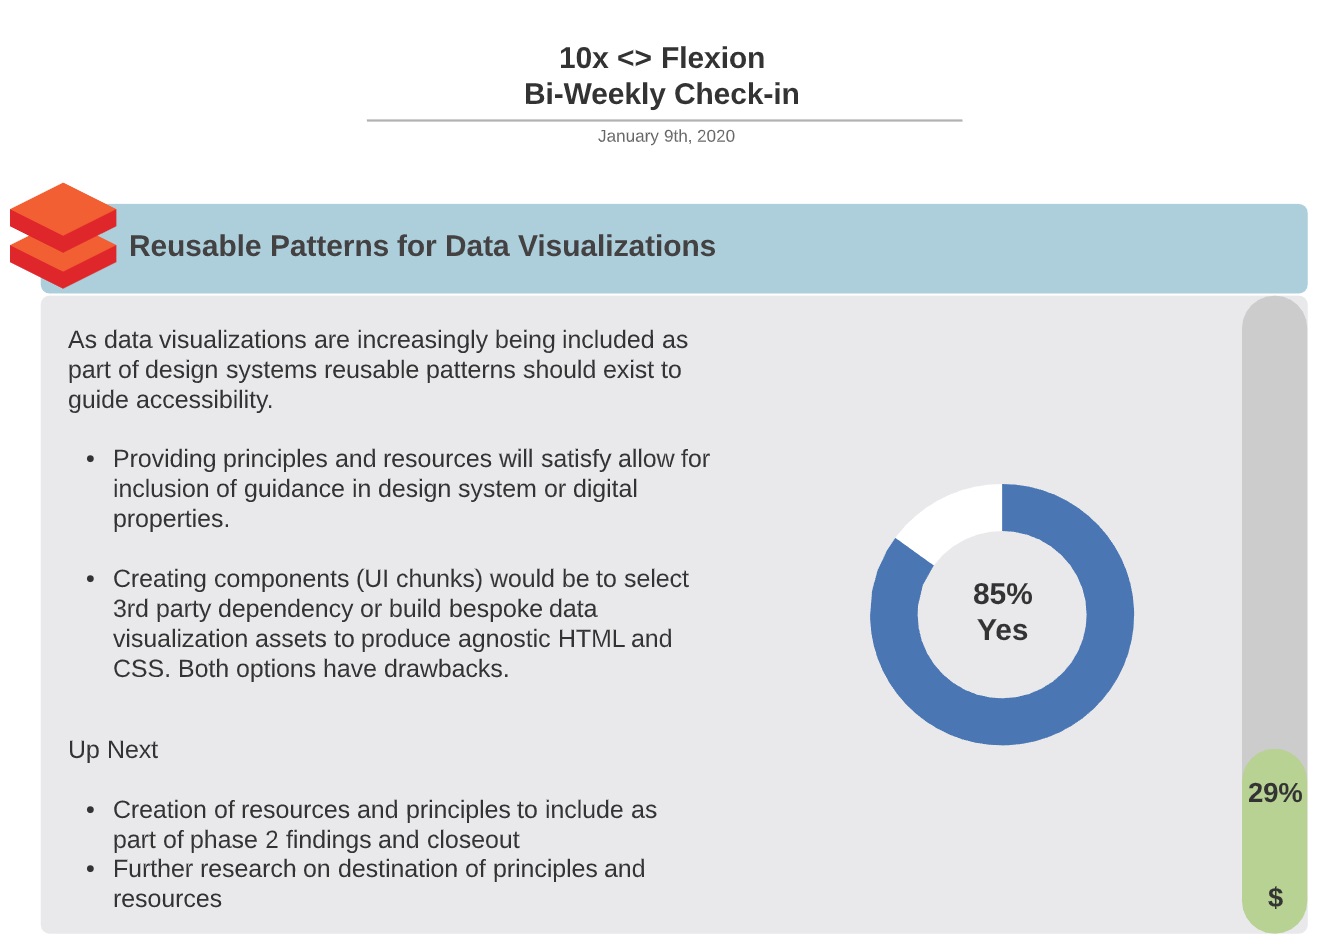 10x <> Flexion
Bi-Weekly Check-in
January 9th, 2020
Reusable Patterns for Data Visualizations
As data visualizations are increasingly being included as
part of design systems reusable patterns should exist to
guide accessibility.
• Providing principles and resources will satisfy allow for
inclusion of guidance in design system or digital
properties.
• Creating components (UI chunks) would be to select
3rd party dependency or build bespoke data
visualization assets to produce agnostic HTML and
CSS. Both options have drawbacks.
Up Next
• Creation of resources and principles to include as
part of phase 2 findings and closeout
• Further research on destination of principles and
resources
85%
Yes
29%
$